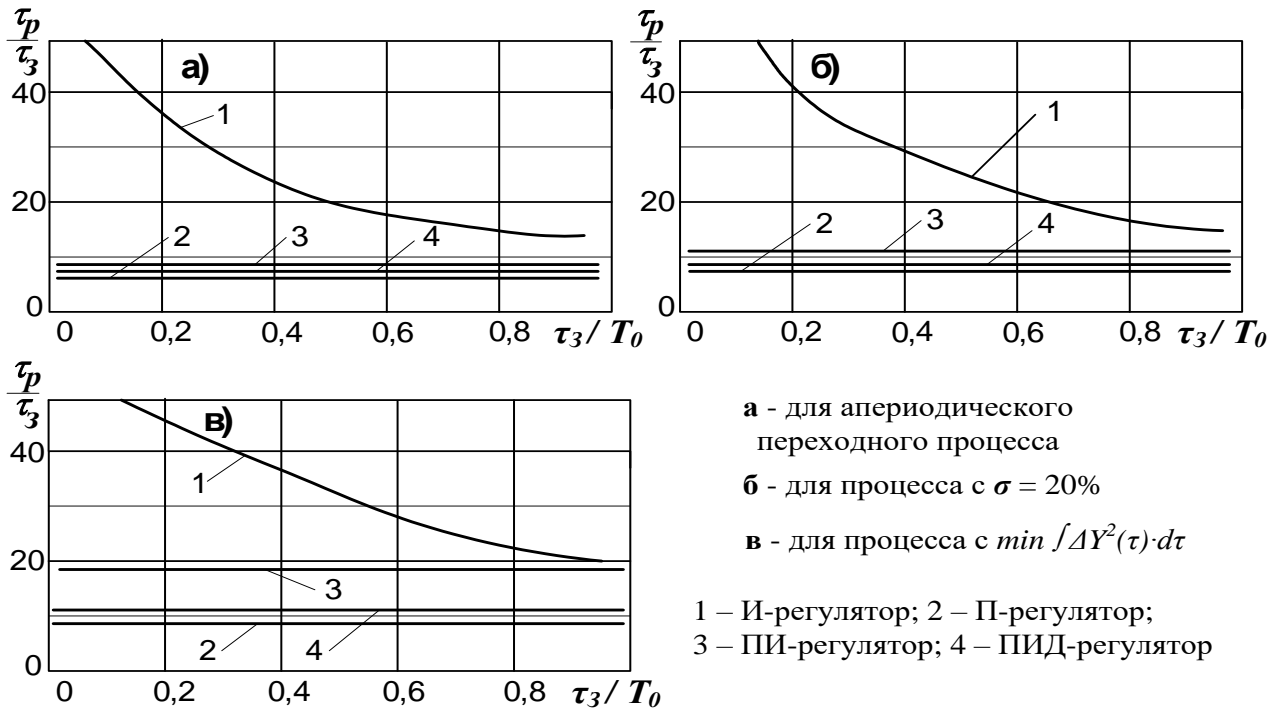 τp/τЗ
40
20
0
а)
1
2
3
4
0 0,2 0,4 0,6 0,8 τЗ / T0
τp/τЗ
40
20
0
б)
1
2
3
4
0 0,2 0,4 0,6 0,8 τЗ / T0
τp/τЗ
40
20
0
в)
1
3
2
4
0 0,2 0,4 0,6 0,8 τЗ / T0
а - для апериодического
переходного процесса
б - для процесса с σ = 20%
в - для процесса с min ∫ΔY²(τ)·dτ
1 – И-регулятор; 2 – П-регулятор;
3 – ПИ-регулятор; 4 – ПИД-регулятор